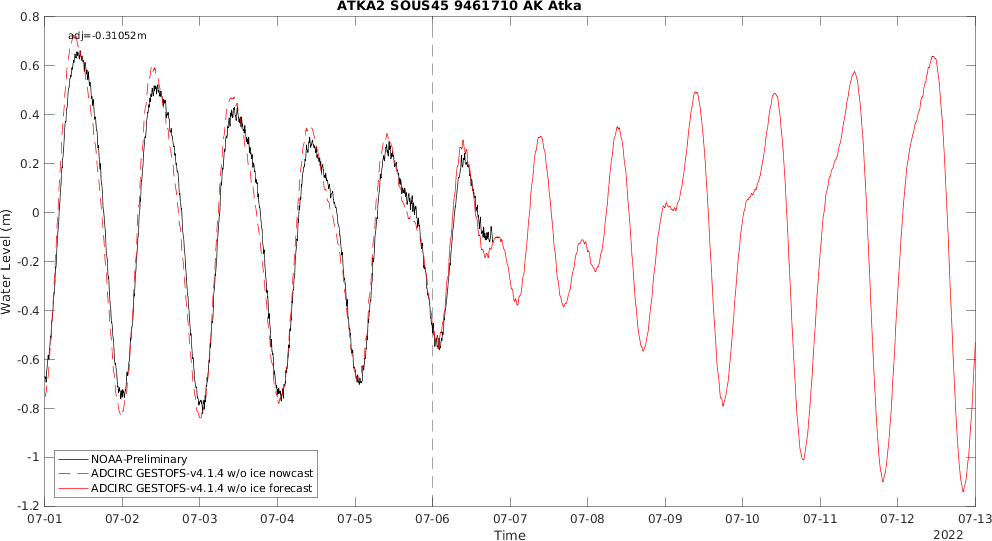 ATKA2 SOUS45 9461710 AK Atka
adj=-0.31052m
0.8
0.6
0.4
0.2
0
-0.2
-0.4
-0.6
-0.8
-1
-1.2
Water Level (m)
NOAA-Preliminary
ADCIRC GESTOFS-v4.1.4 w/o ice nowcast
ADCIRC GESTOFS-v4.1.4 w/o ice forecast
07-01 07-02 07-03 07-04 07-05 07-06 07-07 07-08 07-09 07-10 07-11 07-12 07-13
Time
2022